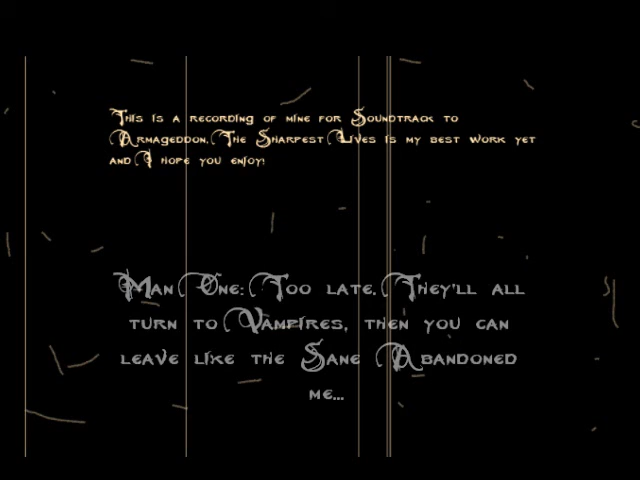 This is a recording of mine for Soundtrack to
Armageddon. The Sharpest Lives is my best work yet
and I hope you enjoy!
Man One: Too late. They'll all
turn to Vampires, then you can
leave like the Sane Abandoned
me...